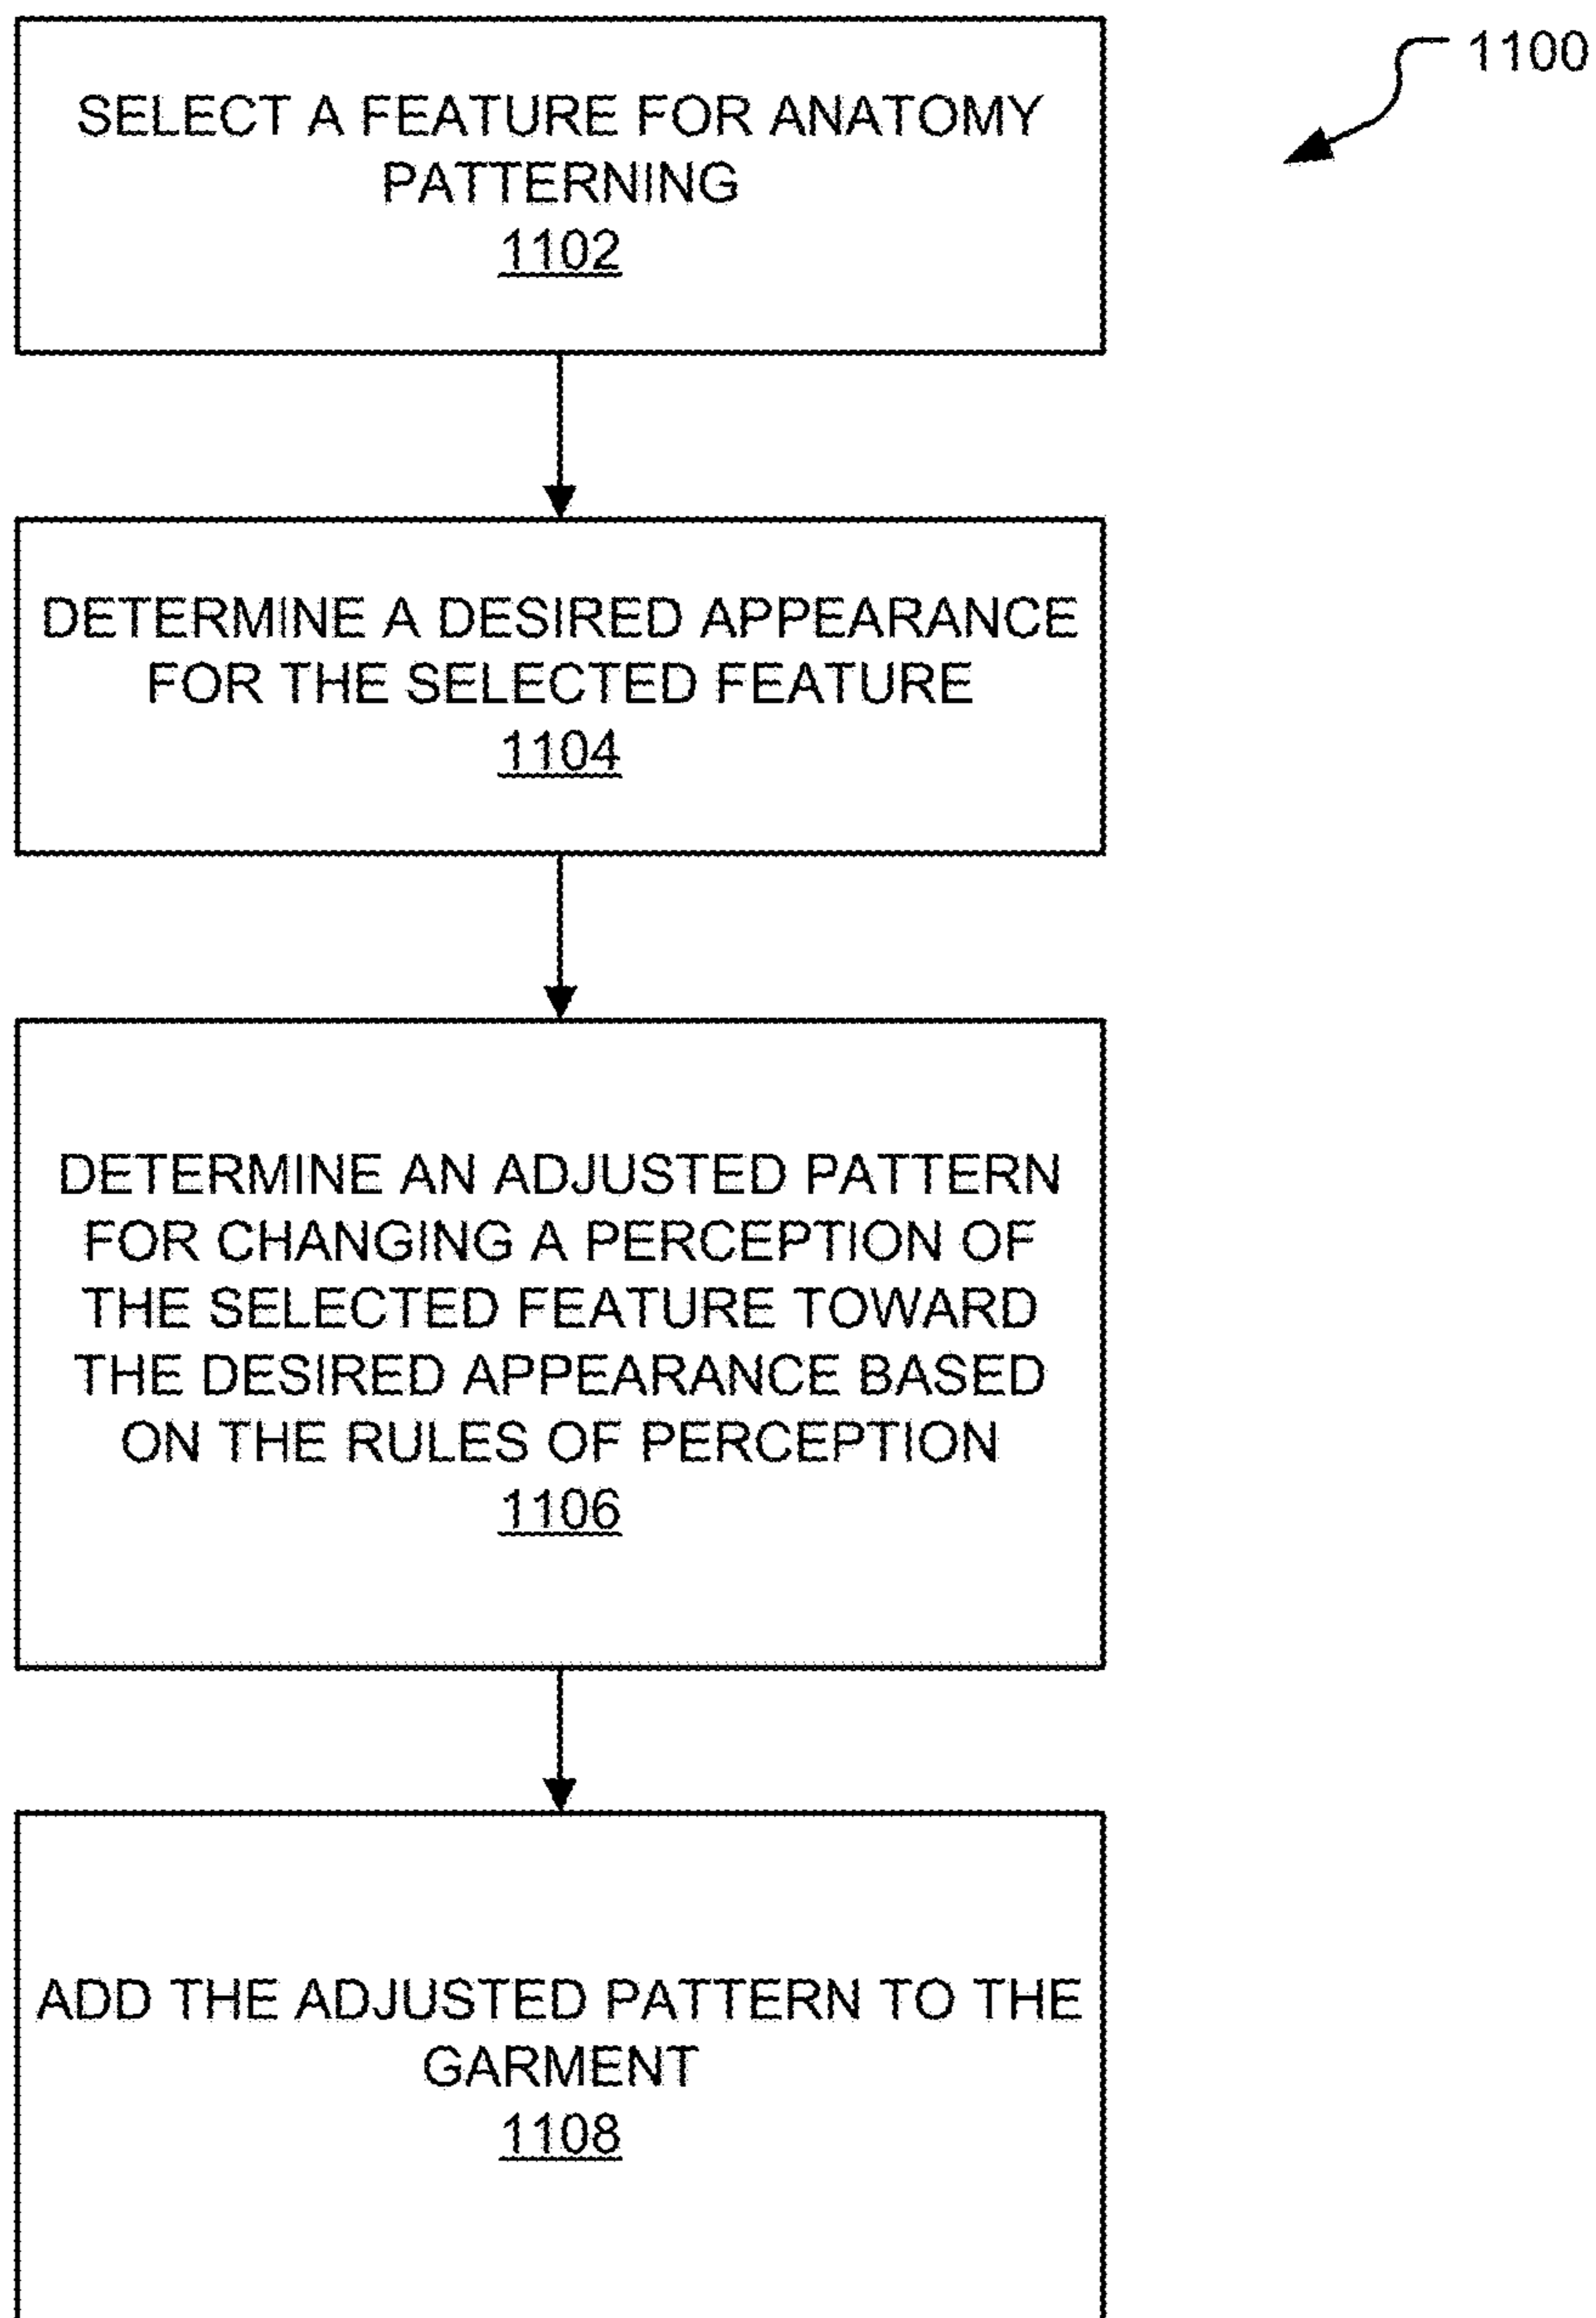 1100
SELECT A FEATURE FOR ANATOMY
PATTERNING
1102
DETERMINE A DESIRED APPEARANCE
FOR THE SELECTED FEATURE
1104
DETERMINE AN ADJUSTED PATTERN
FOR CHANGING A PERCEPTION OF
THE SELECTED FEATURE TOWARD
THE DESIRED APPEARANCE BASED
ON THE RULES OF PERCEPTION
1106
ADD THE ADJUSTED PATTERN TO THE
GARMENT
1108